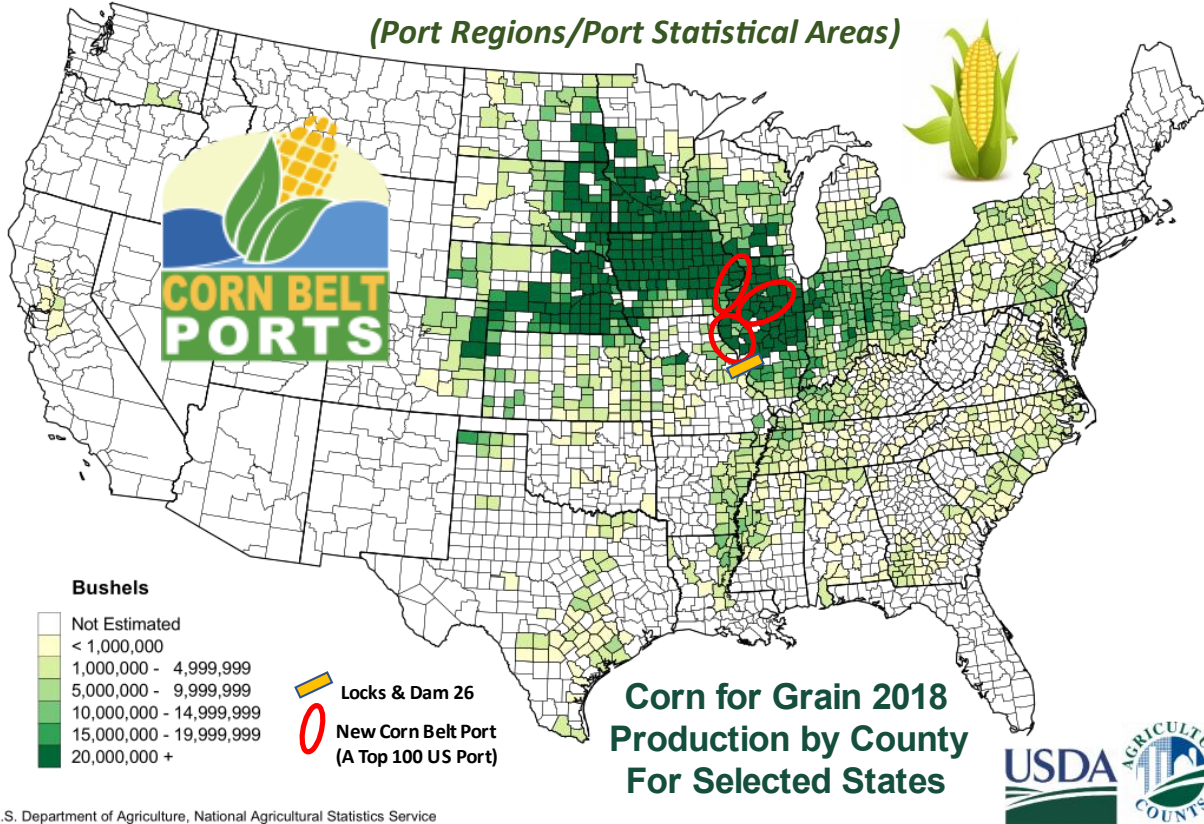 (Port Regions/Port Statistical Areas)
CORN BELT
PORTS
Bushels
Not Estimated
< 1,000,000
1,000,000 - 4,999,999
5,000,000 - 9,999,999
10,000,000 - 14,999,999
15,000,000 - 19,999,999
20,000,000 +
Locks & Dam 26
New Corn Belt Port
(A Top 100 US Port)
Corn for Grain 2018
Production by County
For Selected States
USDA
AGRICULTU
COUNTS
.S. Department of Agriculture, National Agricultural Statistics Service